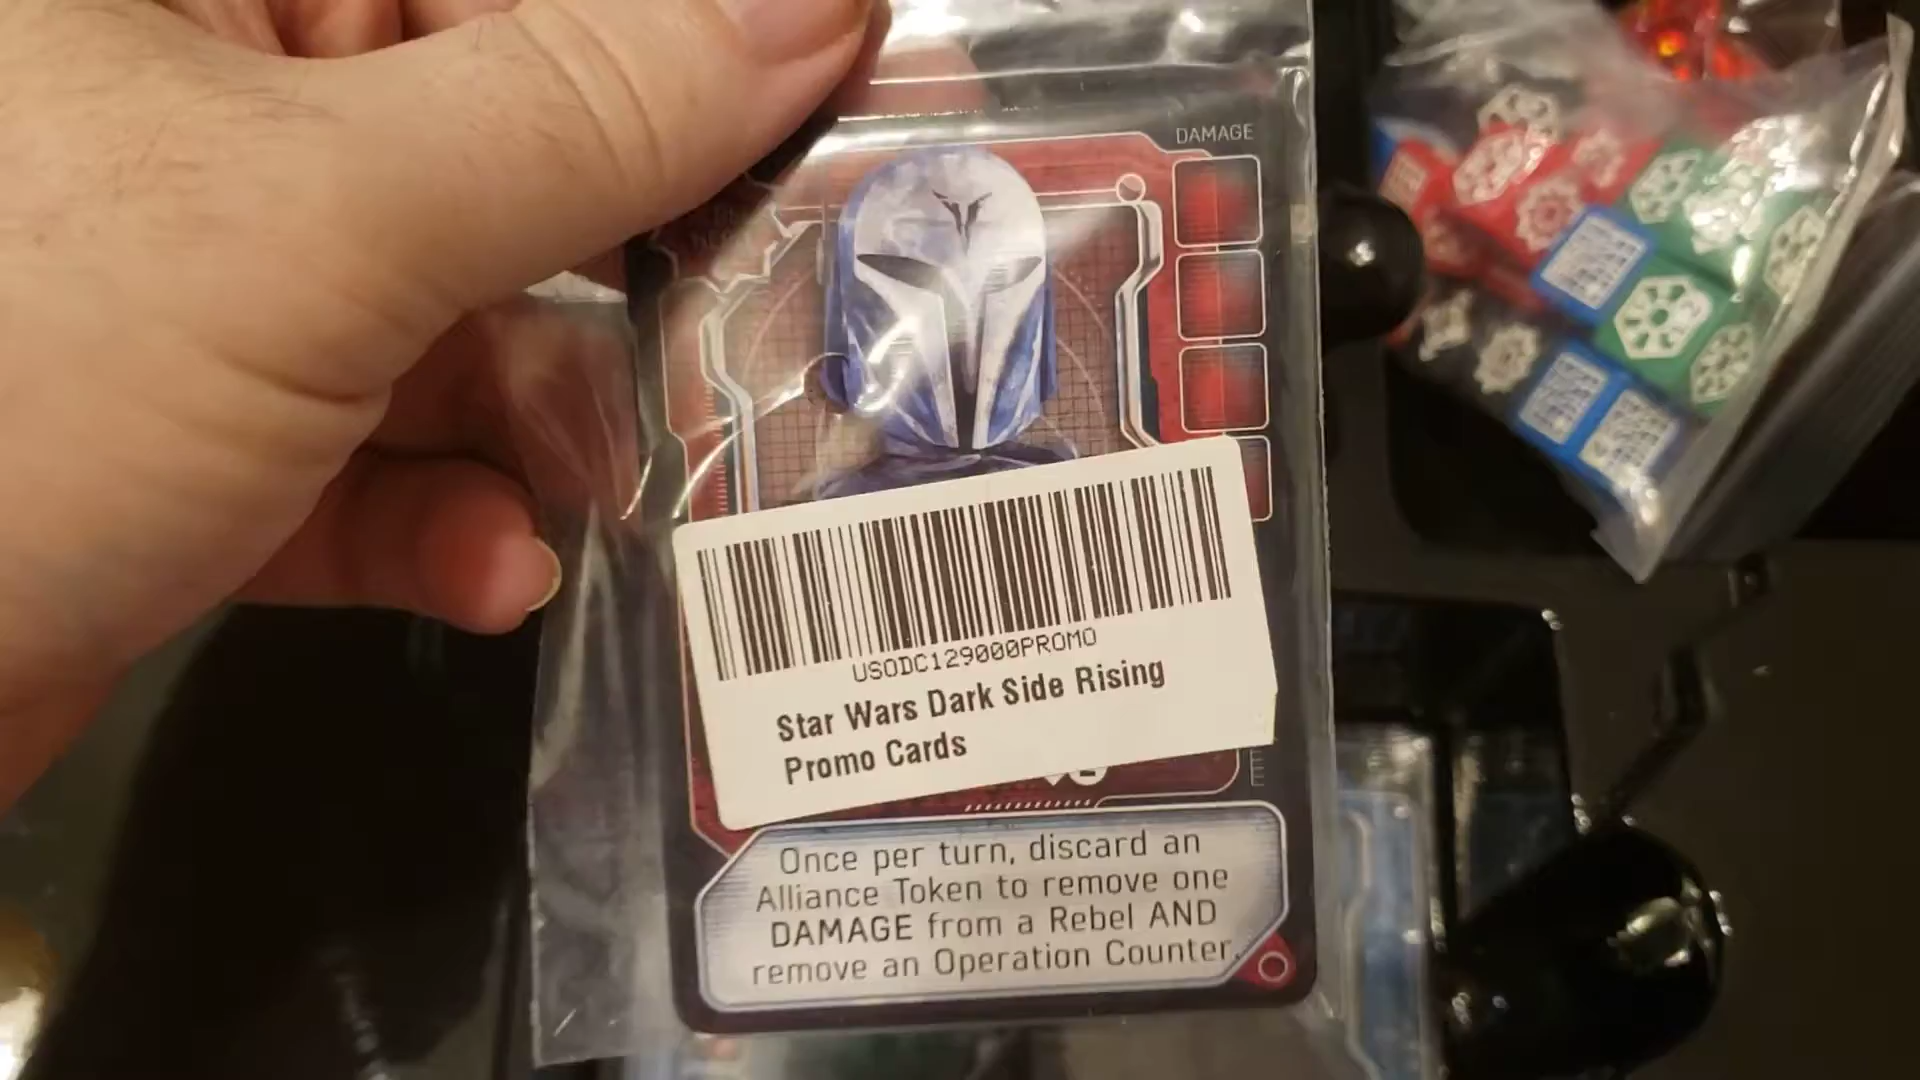 DAMAGE
USODC129000PROMO
Star Wars Dark Side Rising
Promo Cards
Once per turn, discard an
Alliance Token to remove one
DAMAGE from a Rebel AND
remove an Operation Counter.